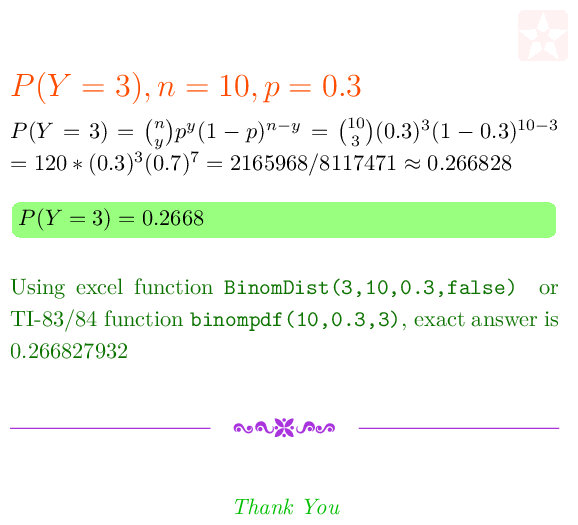 P(Y = 3), n = 10, p = 0.3
P(Y = 3) = \binom{n}{y} p^y (1 − p)^{n−y} = \binom{10}{3} (0.3)^3 (1 − 0.3)^{10−3}
= 120 ∗ (0.3)^3 (0.7)^7 = 2165968/8117471 ≈ 0.266828
P(Y = 3) = 0.2668
Using excel function BinomDist(3,10,0.3,false) or
TI-83/84 function binompdf(10,0.3,3), exact answer is
0.266827932
Thank You